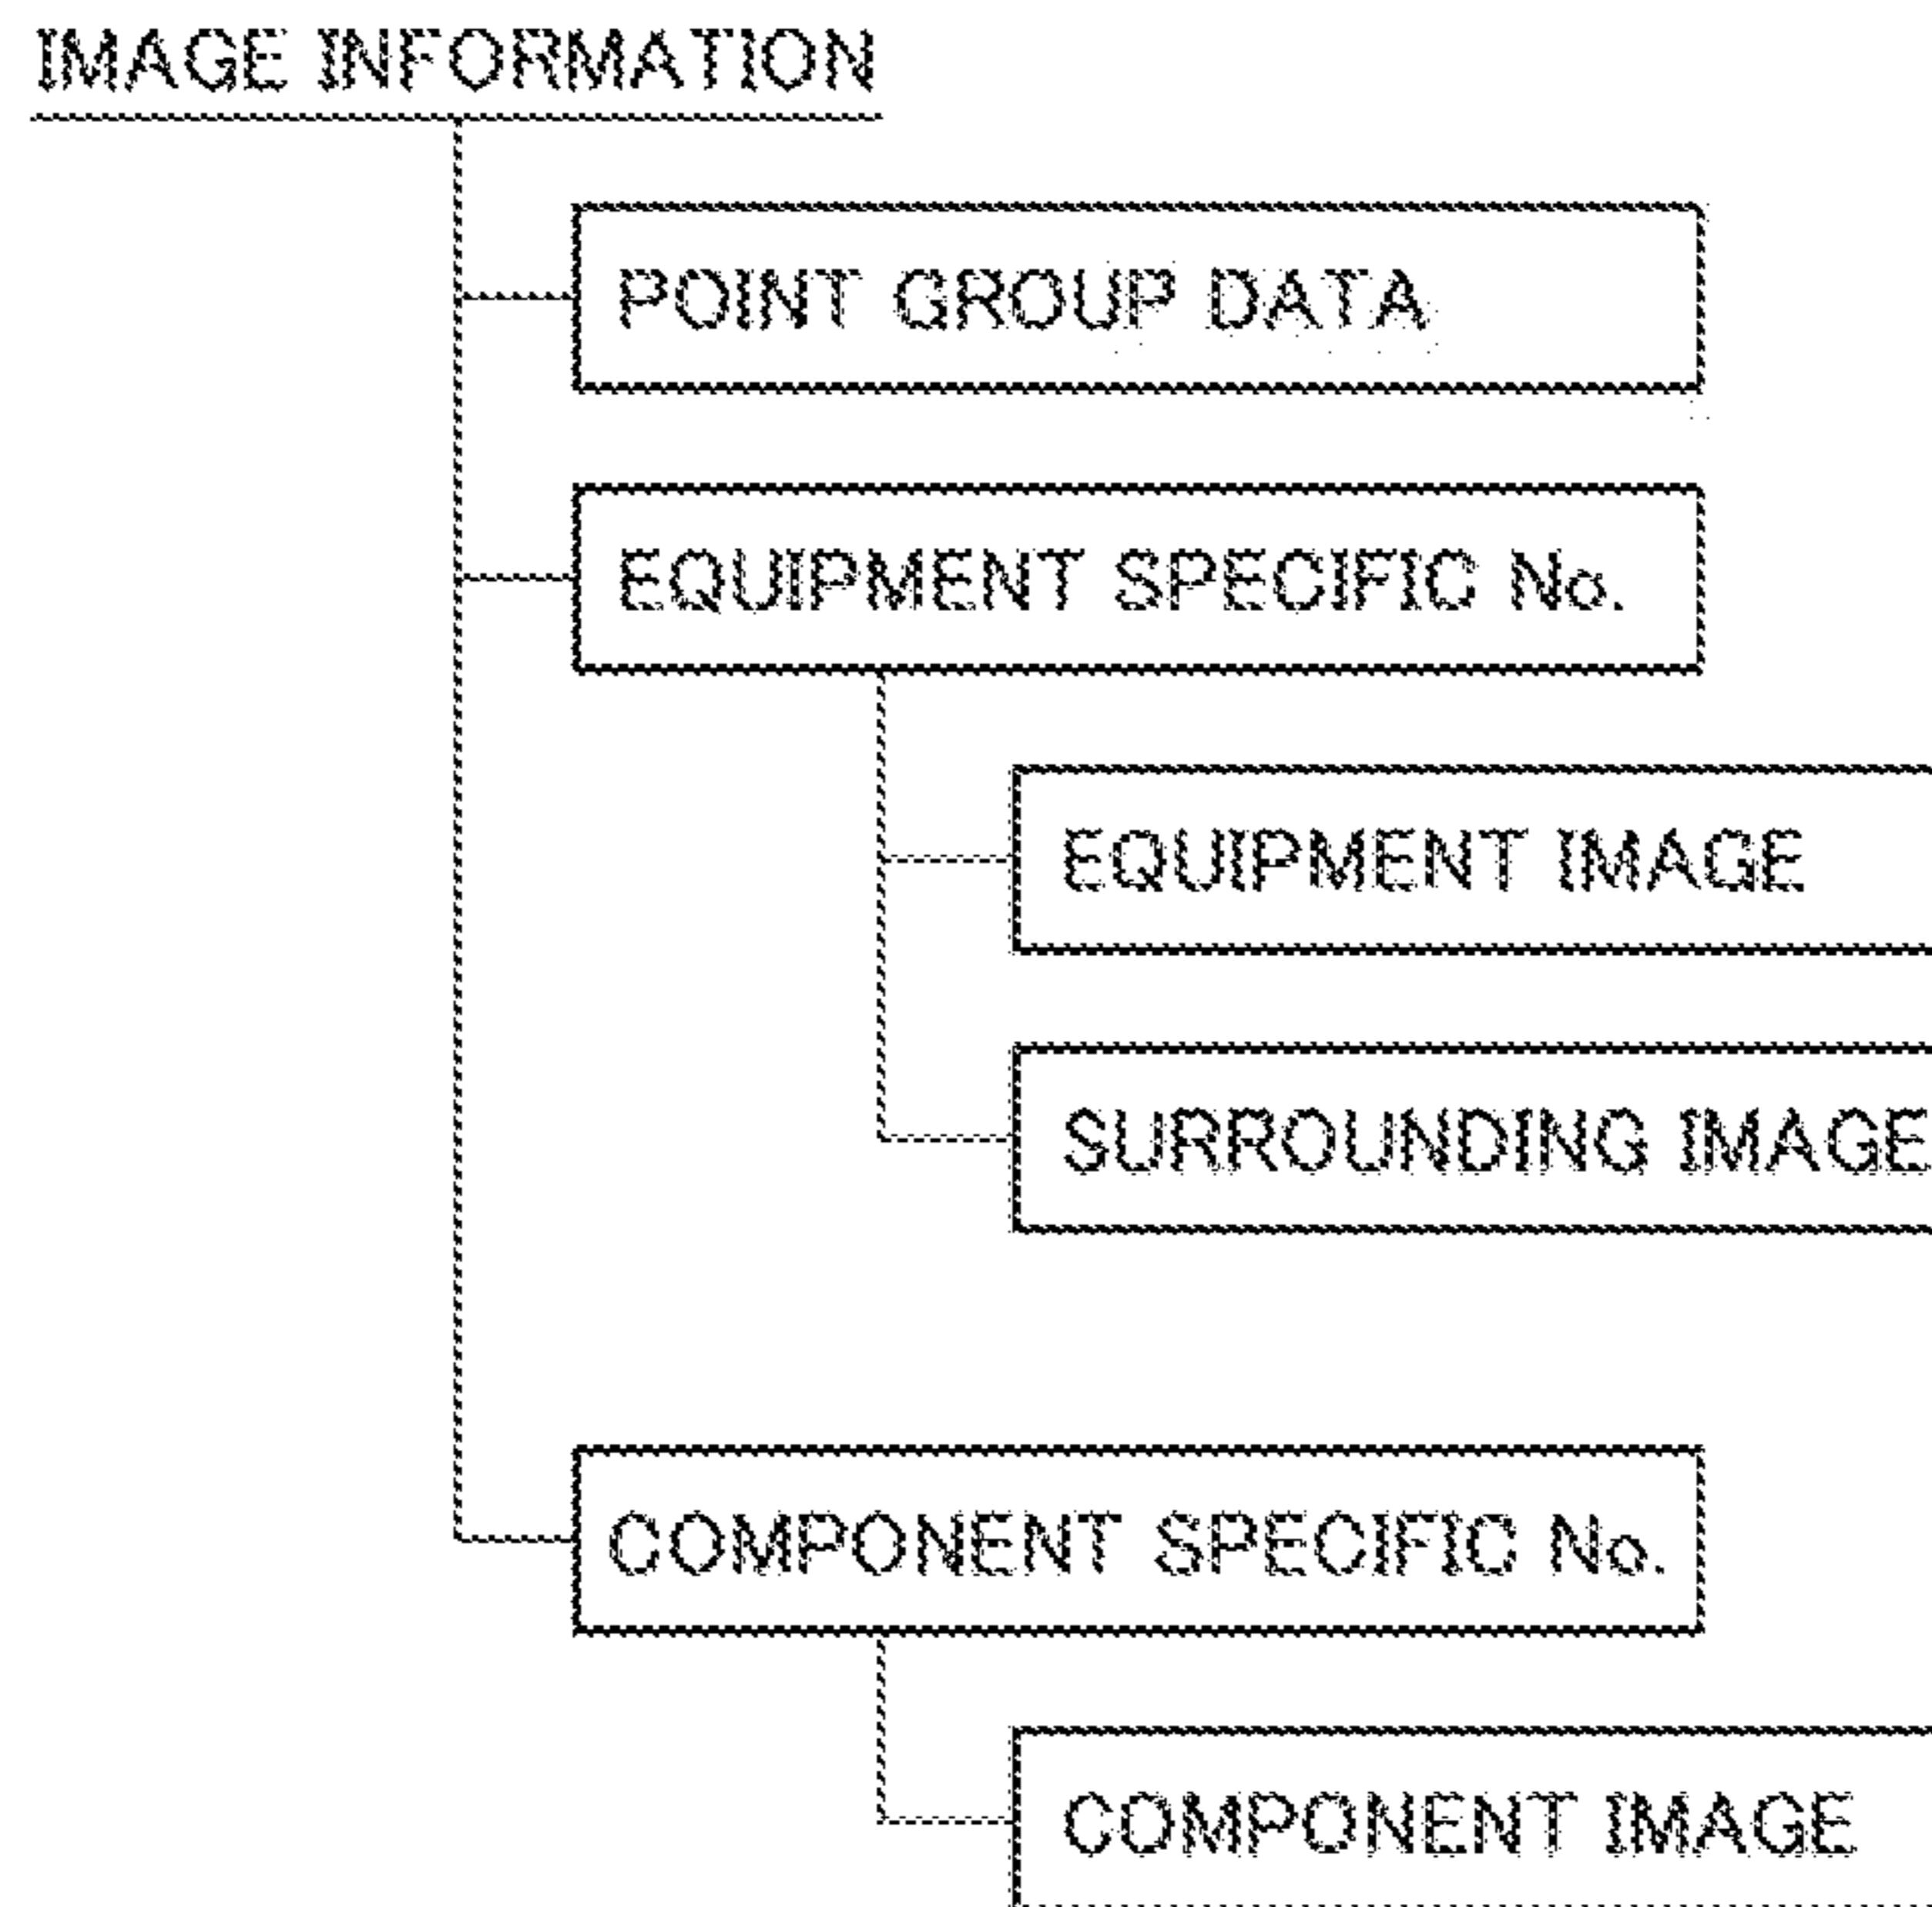 IMAGE INFORMATION
POINT GROUP DATA
EQUIPMENT SPECIFIC No.
EQUIPMENT IMAGE
SURROUNDING IMAGE
COMPONENT SPECIFIC No.
COMPONENT IMAGE